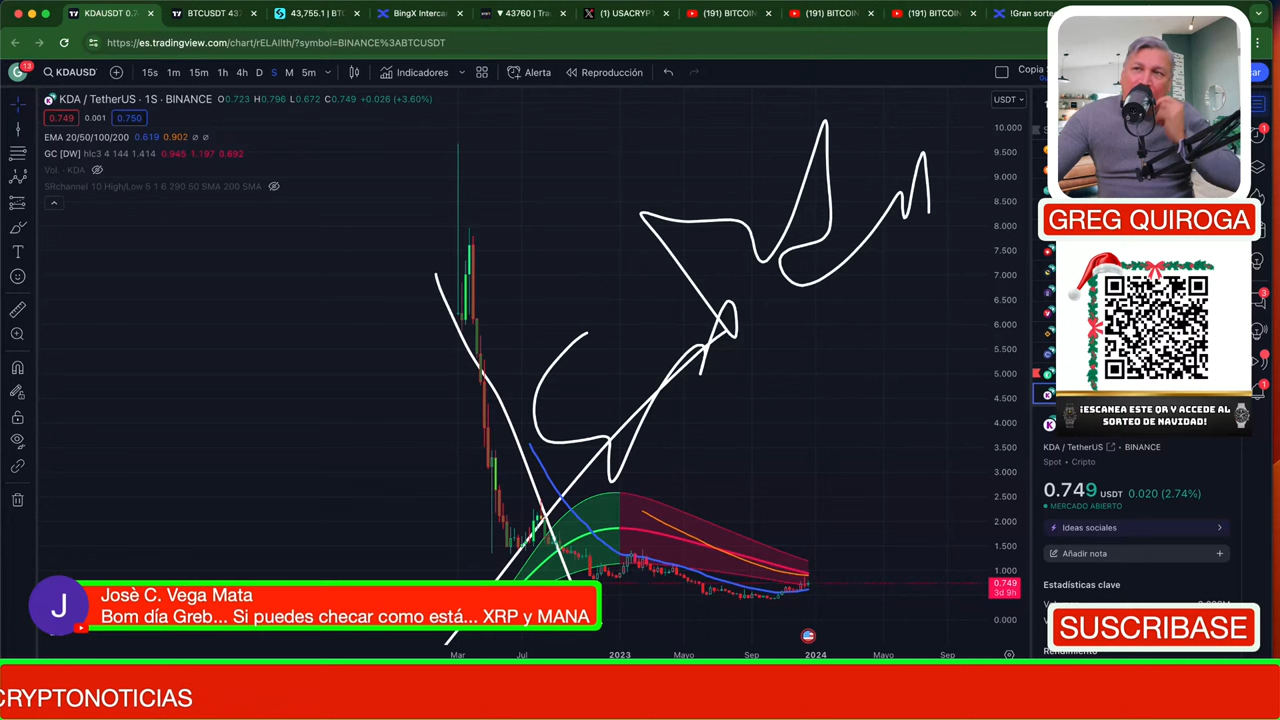 KDAUSDT 0.7
BTCUSDT 437
43,755.1 | BT
BingX Interca
43760 | Tra
(1) USACRYP
(191) BITCOIN
(191) BITCOIN
(191) BITCOIN
!Gran sorte
https://es.tradingview.com/chart/rELAIlth/?symbol=BINANCE%3ABTCUSDT
G
13
KDAUSD
15s
1m
15m
1h
4h
D
S
M
5m
Indicadores
Alerta
Reproducción
Copia
KDA / TetherUS · 1S · BINANCE O0.723 H0.796 L0.672 C0.749 +0.026 (+3.60%)
0.749 0.001 0.750
EMA 20/50/100/200 0.619 0.902 ⌀ ⌀
GC [DW] hlc3 4 144 1.414 0.945 1.197 0.692
Vol. · KDA
SRchannel 10 High/Low 5 1 6 290 50 SMA 200 SMA
USDT
10.000
9.500
9.000
8.500
8.000
7.500
7.000
6.500
6.000
5.500
5.000
4.500
4.000
3.500
3.000
2.500
2.000
1.500
1.000
0.749
3d 9h
0.000
Mar
Jul
2023
Mayo
Sep
2024
Mayo
Sep
GREG QUIROGA
¡ESCANEA ESTE QR Y ACCEDE AL
SORTEO DE NAVIDAD!
KDA / TetherUS BINANCE
Spot • Cripto
0.749 USDT 0.020 (2.74%)
MERCADO ABIERTO
Ideas sociales
Añadir nota
Estadísticas clave
SUSCRIBASE
J
Josè C. Vega Mata
Bom día Greb... Si puedes checar como está... XRP y MANA
CRYPTONOTICIAS